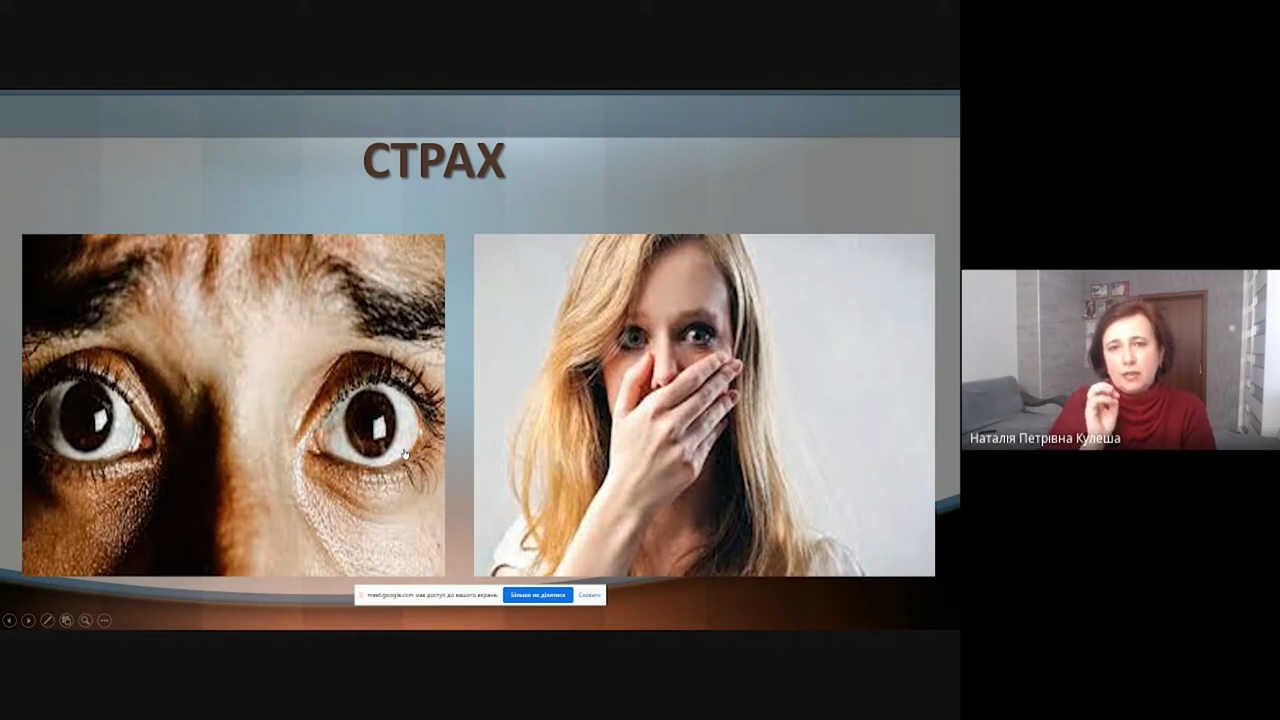 СТРАХ
Наталія Петрівна Кулеша
meet.google.com має доступ до вашого екрана.
Більше не ділитися
Сховати